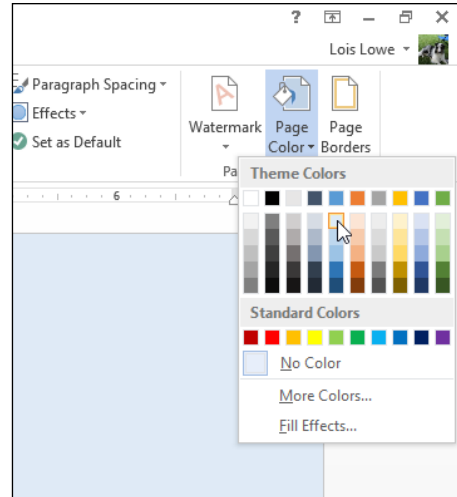 ?
Lois Lowe
Paragraph Spacing
Effects
Set as Default
Watermark
Page Color
Page Borders
Pa
6
Theme Colors
Standard Colors
No Color
More Colors...
Fill Effects...